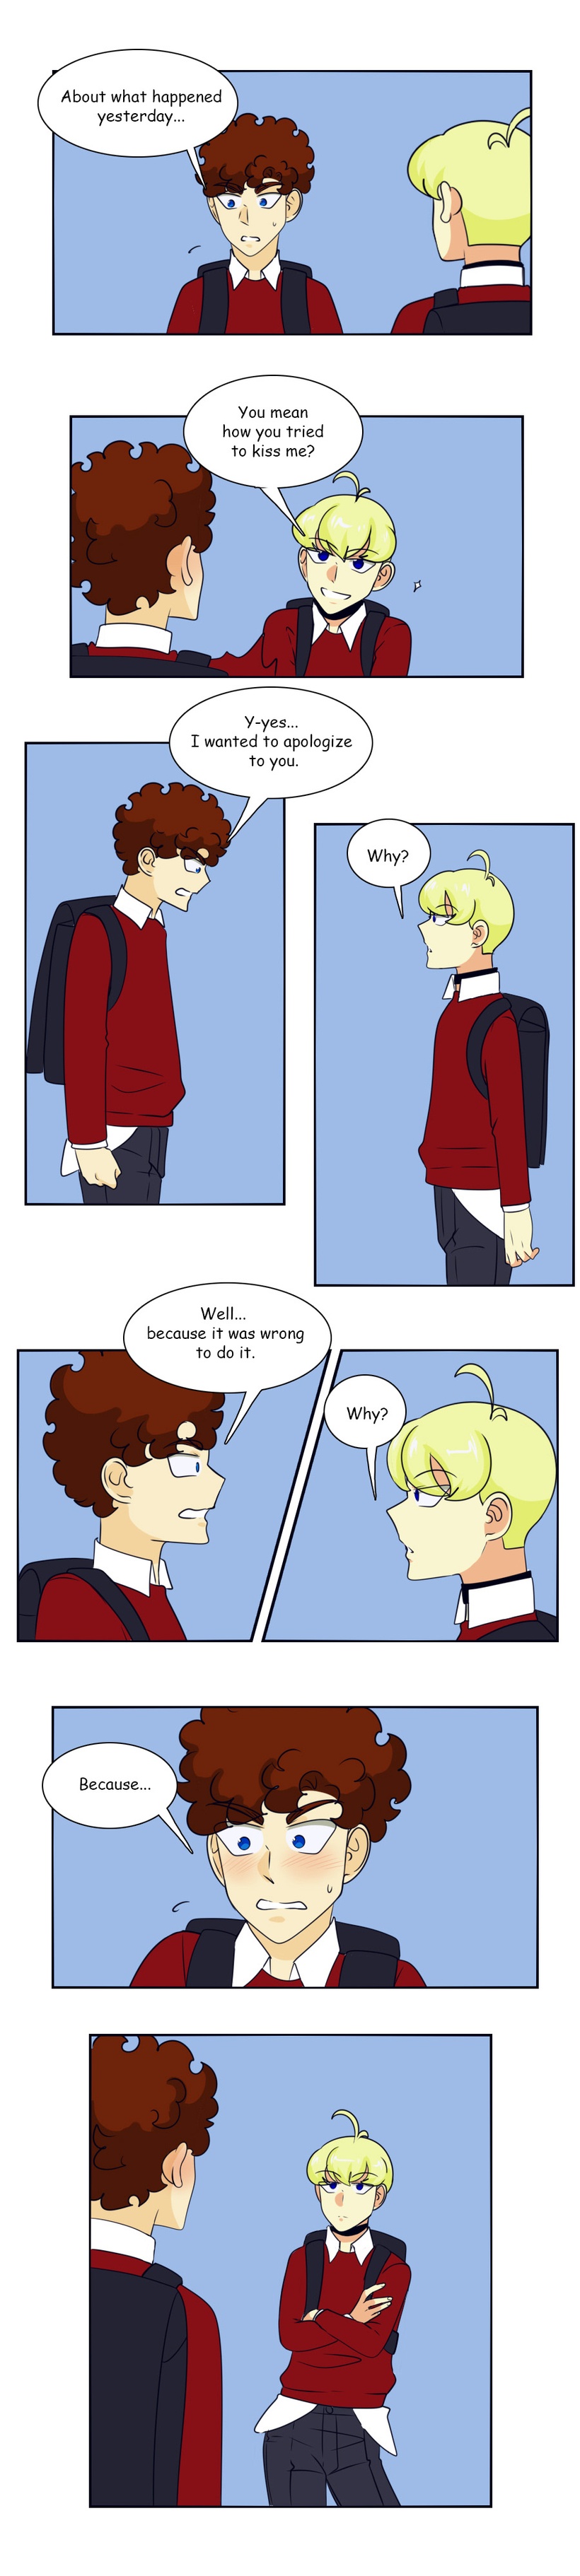 About what happened
yesterday...
You mean
how you tried
to kiss me?
Y-yes...
I wanted to apologize
to you.
Why?
Well...
because it was wrong
to do it.
Why?
Because...